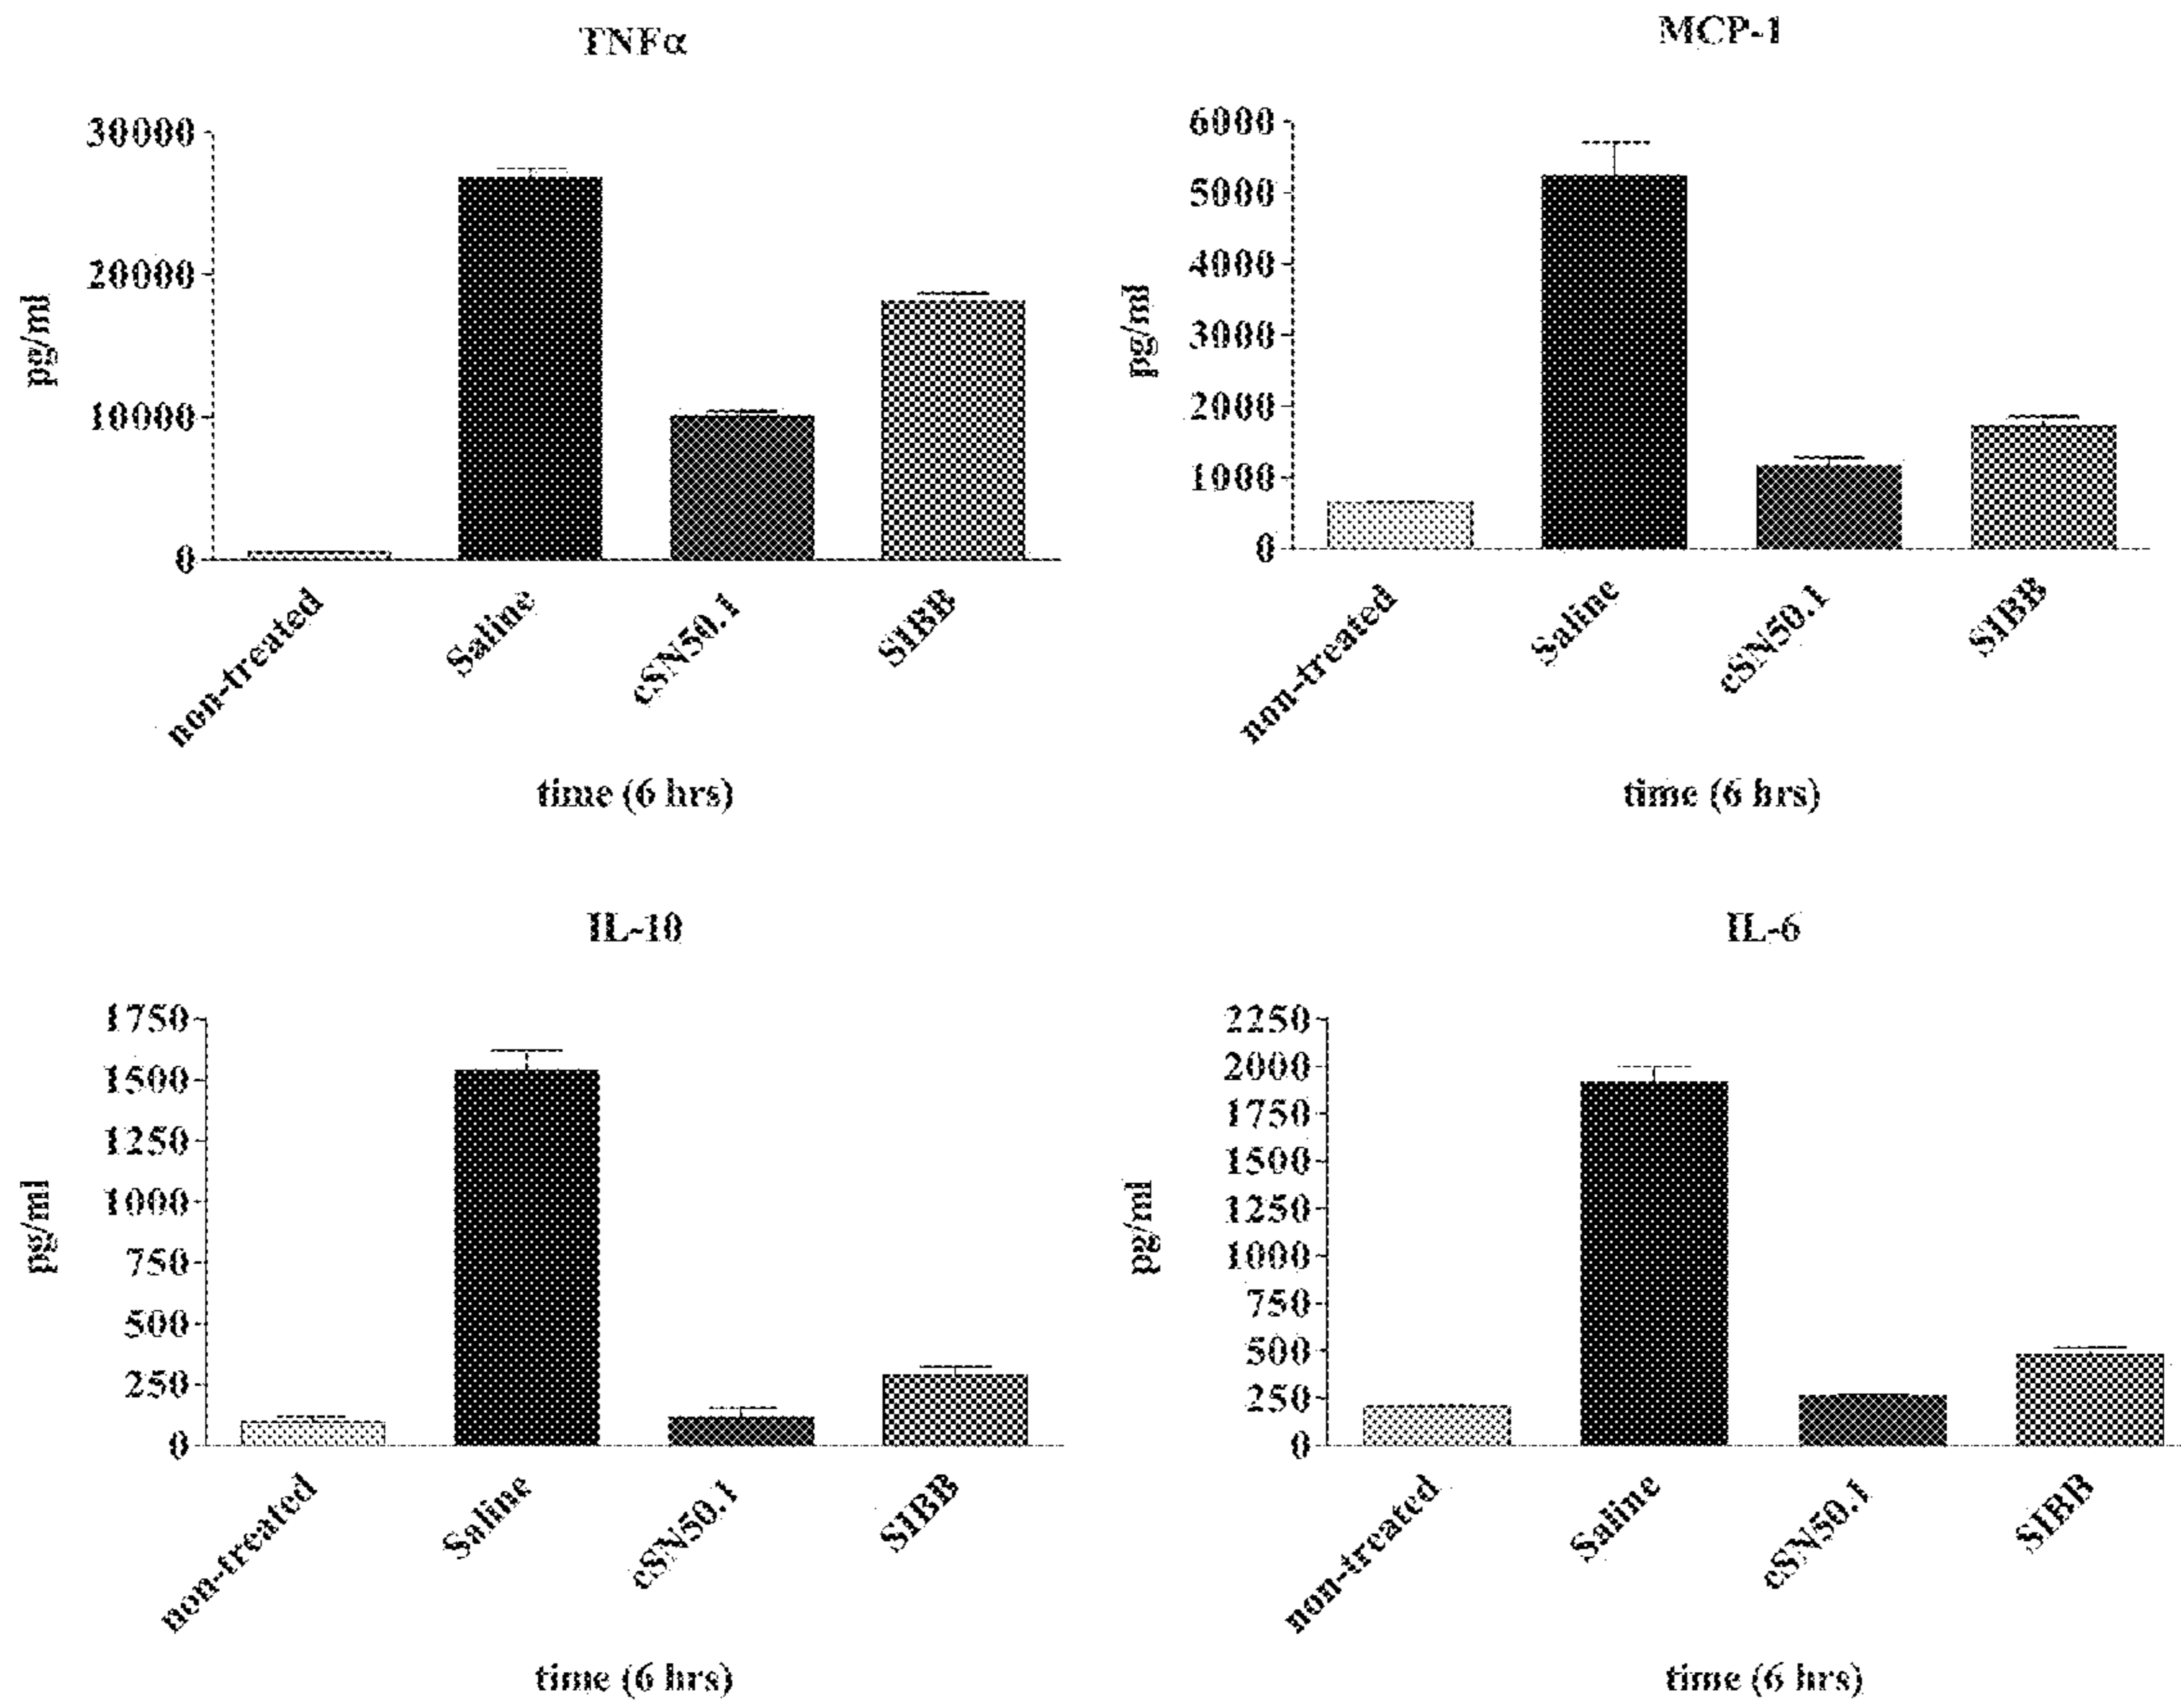 TNFα
30000
20000
10000
0
pg/ml
non-treated
Saline
cSN50.1
SIBB
time (6 hrs)
MCP-1
6000
5000
4000
3000
2000
1000
0
pg/ml
non-treated
Saline
cSN50.1
SIBB
time (6 hrs)
IL-10
1750
1500
1250
1000
750
500
250
0
pg/ml
non-treated
Saline
cSN50.1
SIBB
time (6 hrs)
IL-6
2250
2000
1750
1500
1250
1000
750
500
250
0
pg/ml
non-treated
Saline
cSN50.1
SIBB
time (6 hrs)